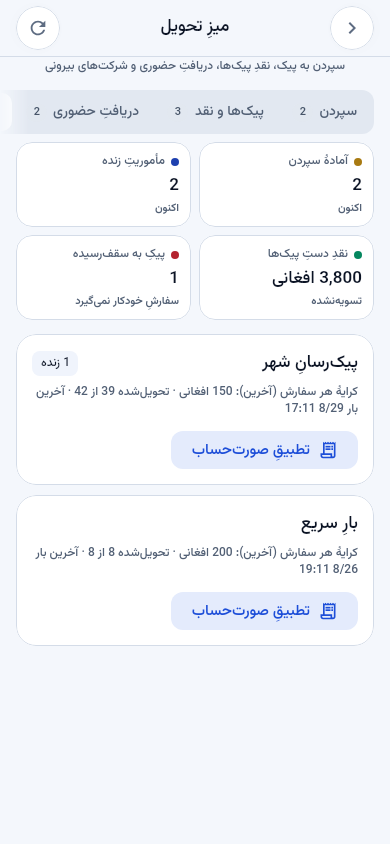 میزِ تحویل
سپردن به پیک، نقدِ پیک‌ها، دریافتِ حضوری و شرکت‌های بیرونی
سپردن 2 پیک‌ها و نقد 3 دریافتِ حضوری 2
آمادهٔ سپردن
2
اکنون
مأموریتِ زنده
2
اکنون
نقدِ دستِ پیک‌ها
3,800 افغانی
تسویه‌نشده
پیکِ به سقف‌رسیده
1
سفارشِ خودکار نمی‌گیرد
پیک‌رسانِ شهر
1 زنده
کرایهٔ هر سفارش (آخرین): 150 افغانی · تحویل‌شده 39 از 42 · آخرین
بار 8/29 17:11
تطبیقِ صورت‌حساب
بارِ سریع
کرایهٔ هر سفارش (آخرین): 200 افغانی · تحویل‌شده 8 از 8 · آخرین بار
8/26 19:11
تطبیقِ صورت‌حساب